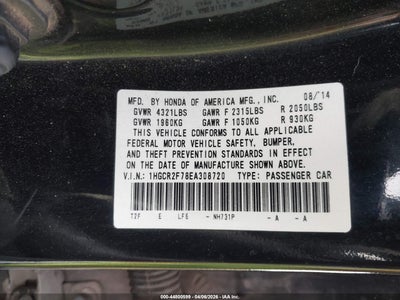 MFD. BY HONDA OF AMERICA MFG., INC. 08/14
GVWR 4321LBS GAWR F 2315LBS R 2050LBS
GVWR 1960KG GAWR F 1050KG R 930KG
THIS VEHICLE CONFORMS TO ALL APPLICABLE
FEDERAL MOTOR VEHICLE SAFETY, BUMPER,
AND THEFT PREVENTION STANDARDS IN EFFECT
ON THE DATE OF MANUFACTURE SHOWN ABOVE.
V.I.N.: 1HGCR2F78EA308720 TYPE: PASSENGER CAR
T2F E LFE - NH731P - A - A
000 - 44800599 - 04/06/2026 - IAA Inc.